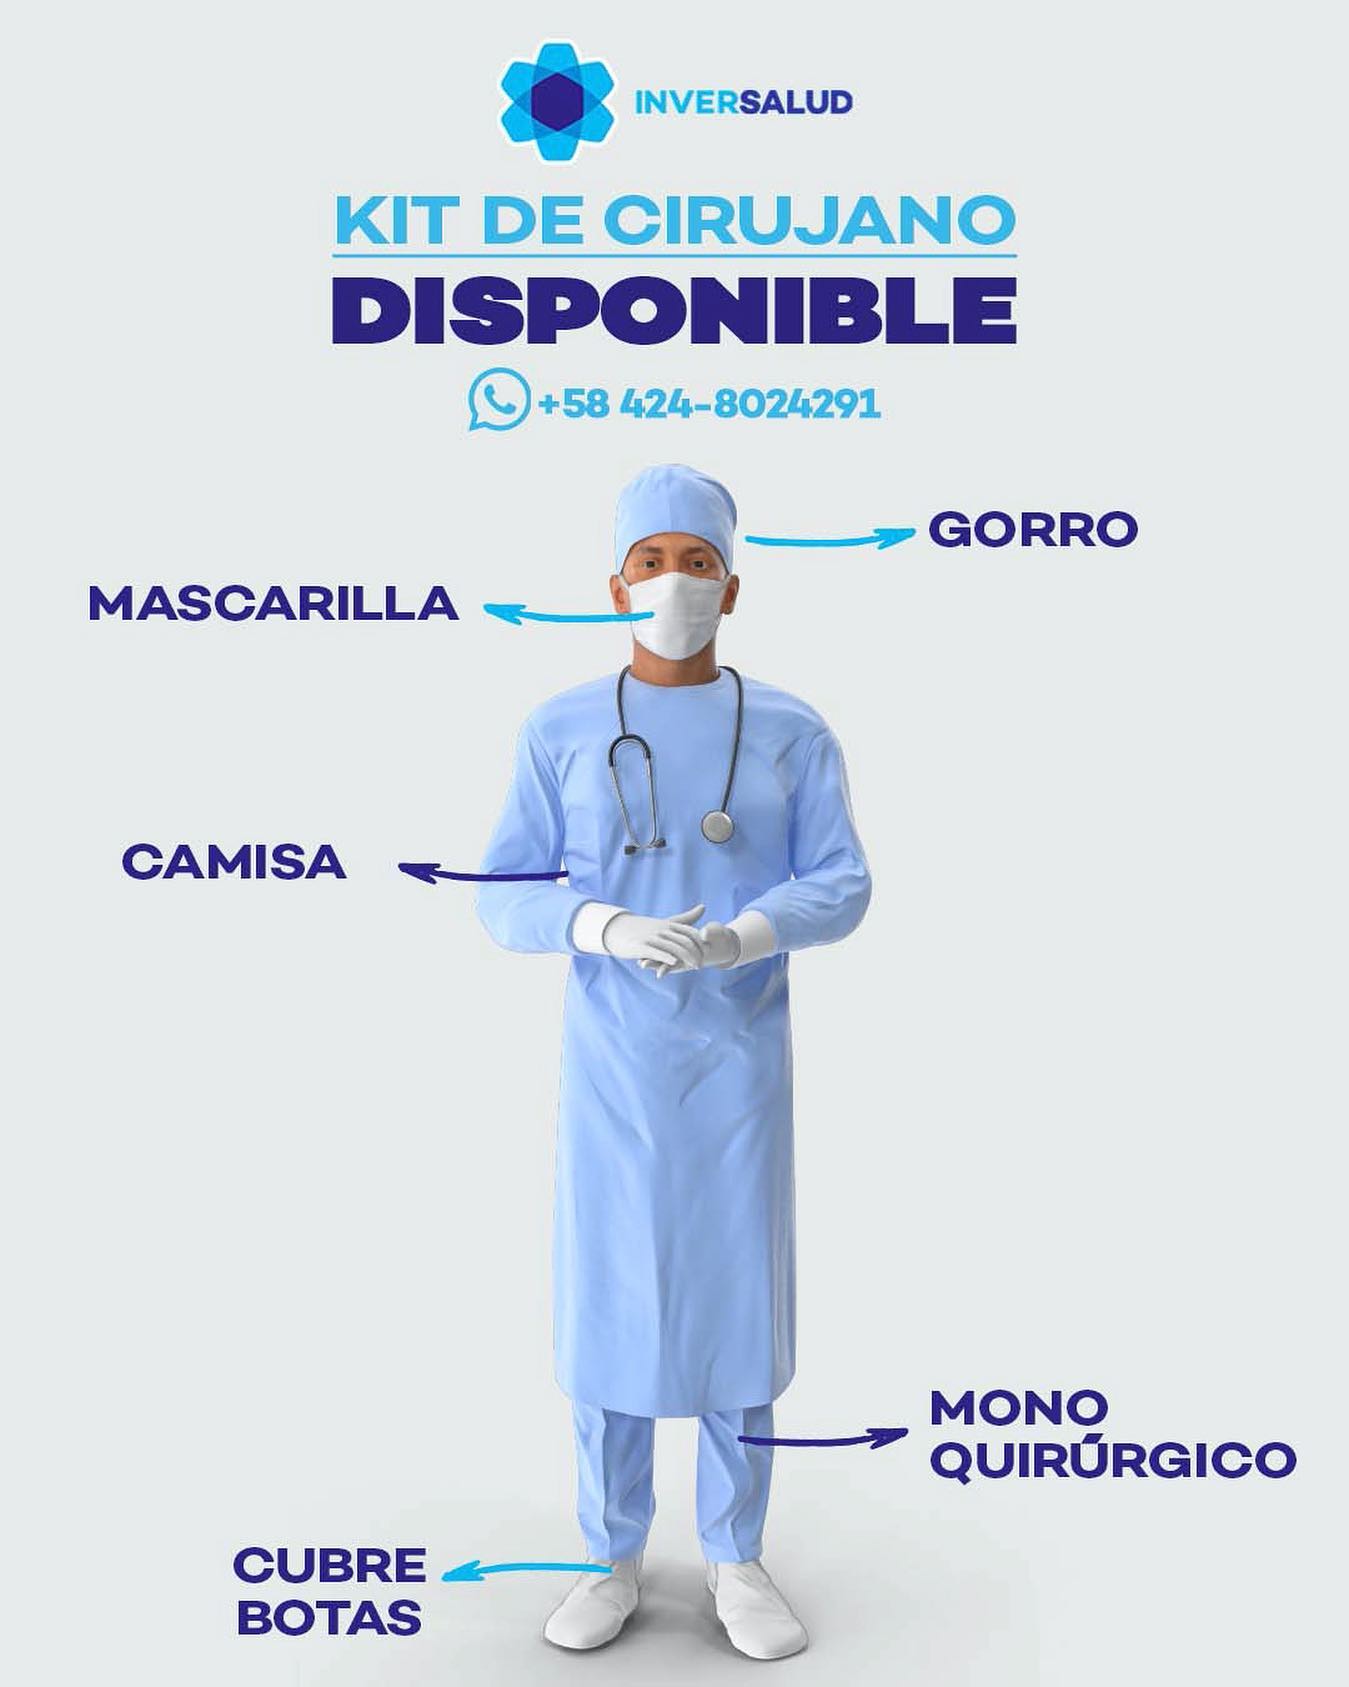 INVERSALUD
KIT DE CIRUJANO
DISPONIBLE
+58 424-8024291
GORRO
MASCARILLA
CAMISA
MONO
QUIRÚRGICO
CUBRE
BOTAS